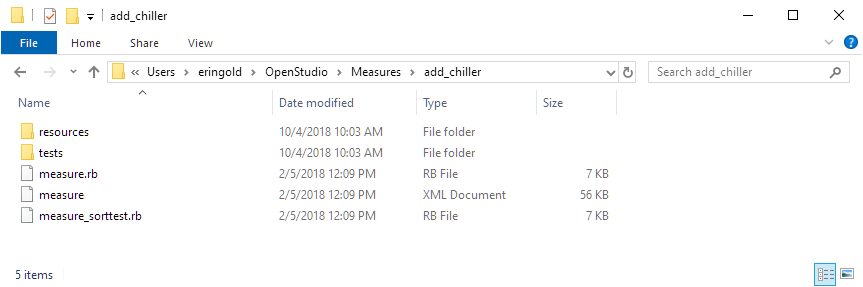 add_chiller
File Home Share View
« Users > eringold > OpenStudio > Measures > add_chiller Search add_chiller
Name Date modified Type Size
resources 10/4/2018 10:03 AM File folder
tests 10/4/2018 10:03 AM File folder
measure.rb 2/5/2018 12:09 PM RB File 7 KB
measure 2/5/2018 12:09 PM XML Document 56 KB
measure_sorttest.rb 2/5/2018 12:09 PM RB File 7 KB
5 items